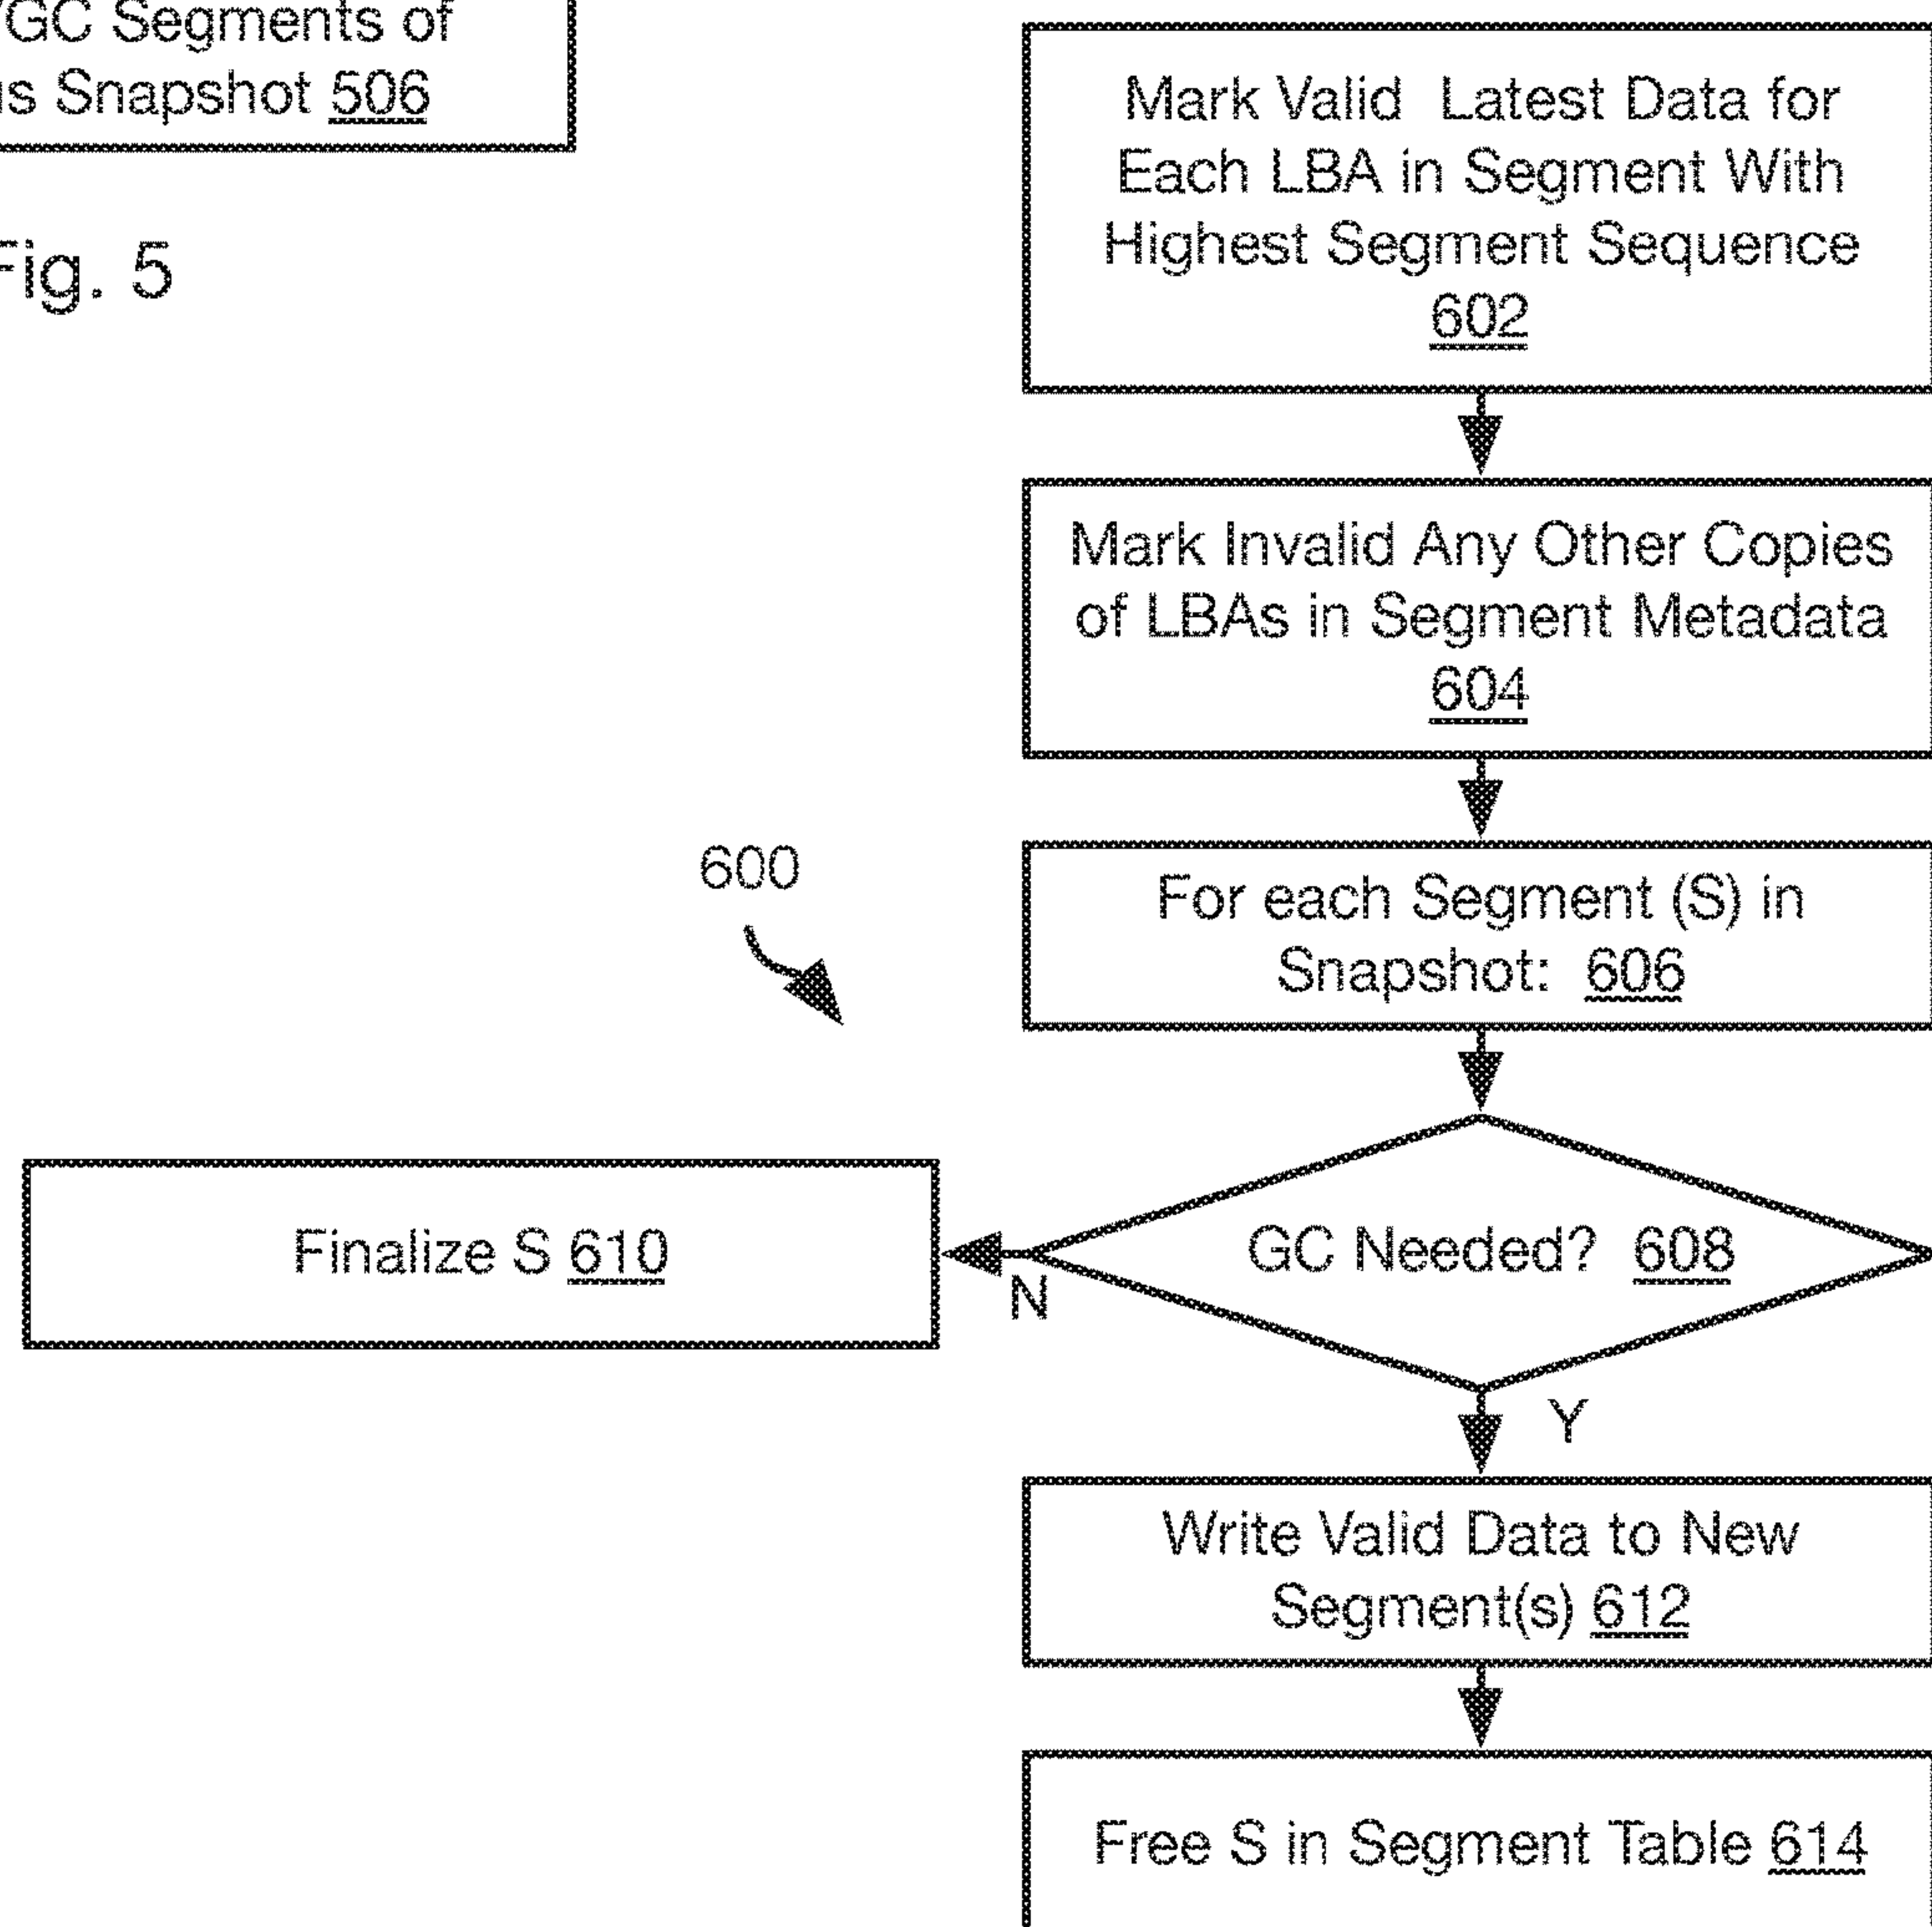 /GC Segments of
us Snapshot 506
Fig. 5
Mark Valid Latest Data for
Each LBA in Segment With
Highest Segment Sequence
602
Mark Invalid Any Other Copies
of LBAs in Segment Metadata
604
600
For each Segment (S) in
Snapshot: 606
Finalize S 610
GC Needed? 608
N
Y
Write Valid Data to New
Segment(s) 612
Free S in Segment Table 614